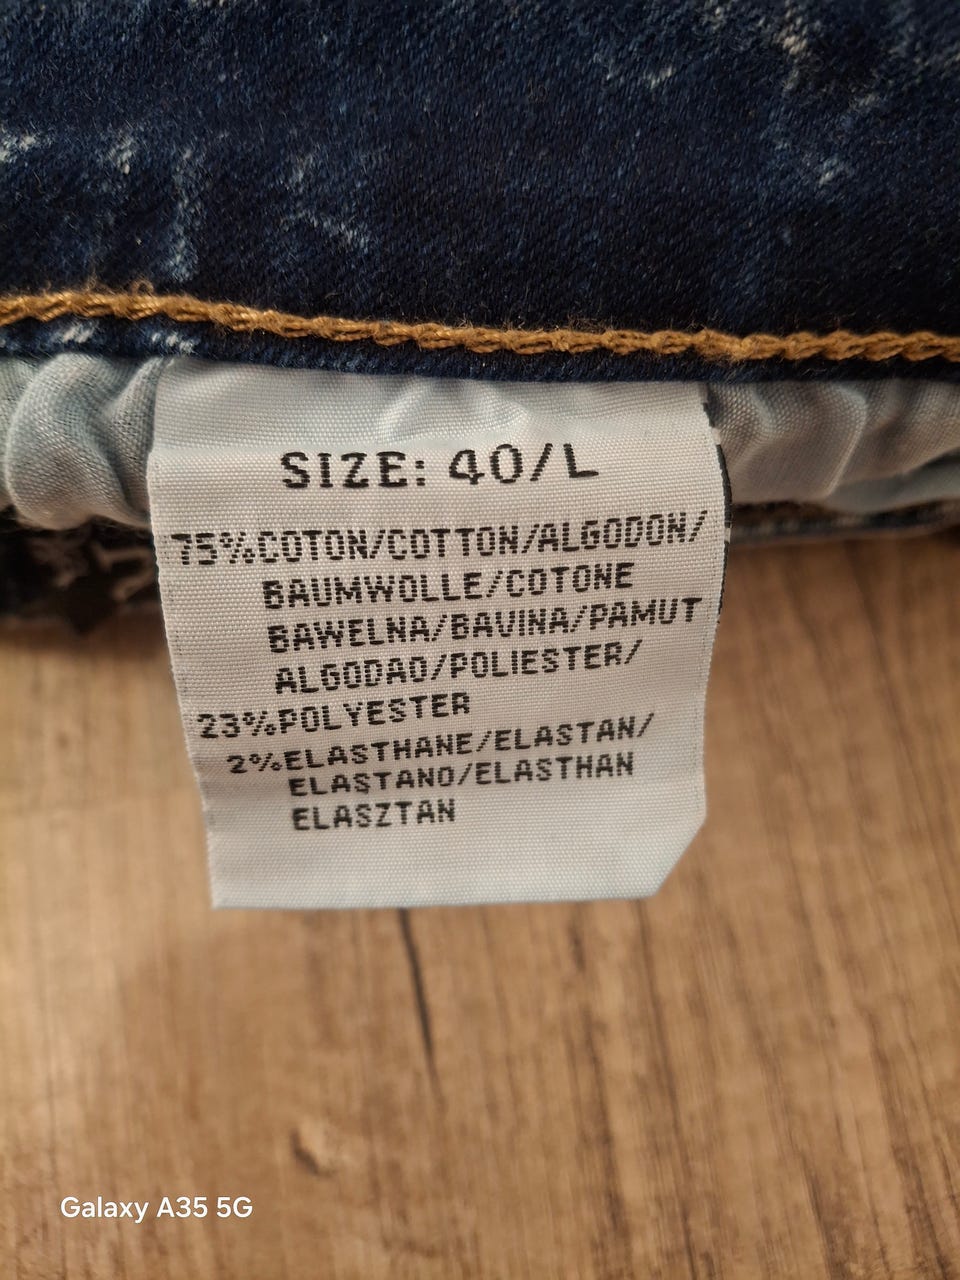 SIZE: 40/L
75%COTON/COTTON/ALGODON/
BAUMWOLLE/COTONE
BAWELNA/BAVINA/PAMUT
ALGODAO/POLIESTER/
23%POLYESTER
2%ELASTHANE/ELASTAN/
ELASTANO/ELASTHAN
ELASZTAN
Galaxy A35 5G